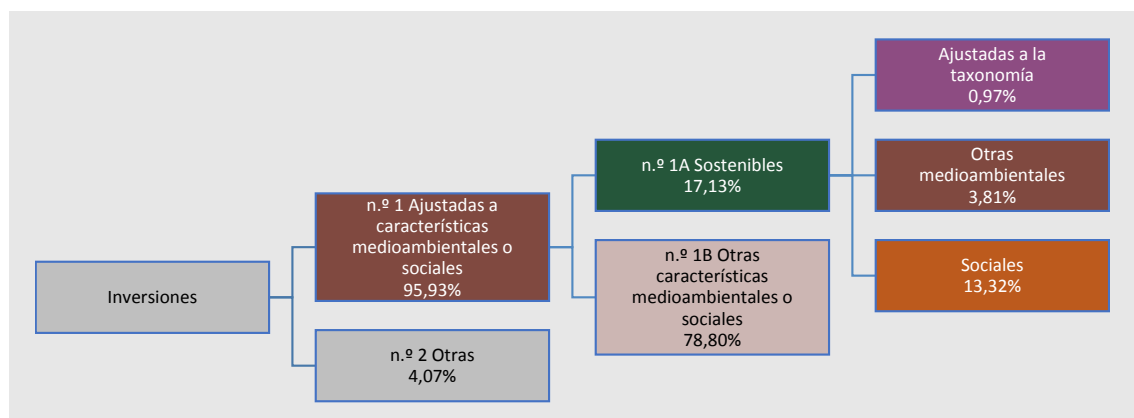 Inversiones
n.º 1 Ajustadas a
características
medioambientales o
sociales
95,93%
n.º 2 Otras
4,07%
n.º 1A Sostenibles
17,13%
n.º 1B Otras
características
medioambientales o
sociales
78,80%
Ajustadas a la
taxonomía
0,97%
Otras
medioambientales
3,81%
Sociales
13,32%